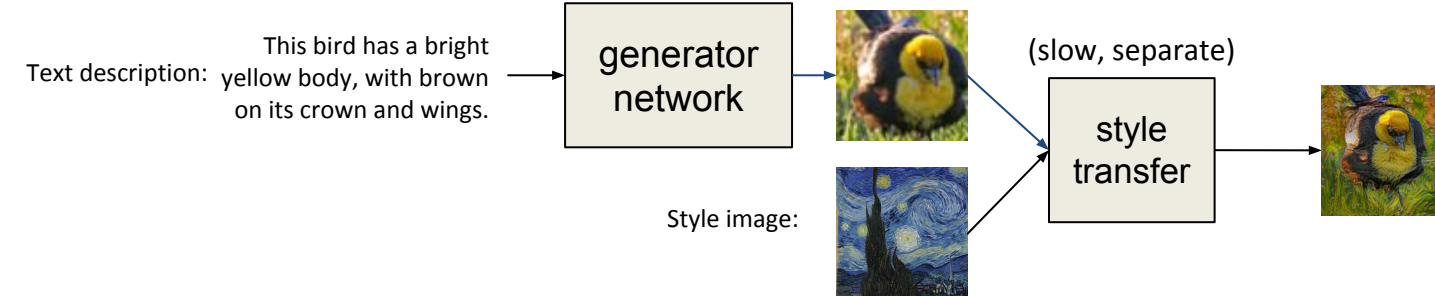 Text description:
This bird has a bright
yellow body, with brown
on its crown and wings.
generator
network
(slow, separate)
style
transfer
Style image: